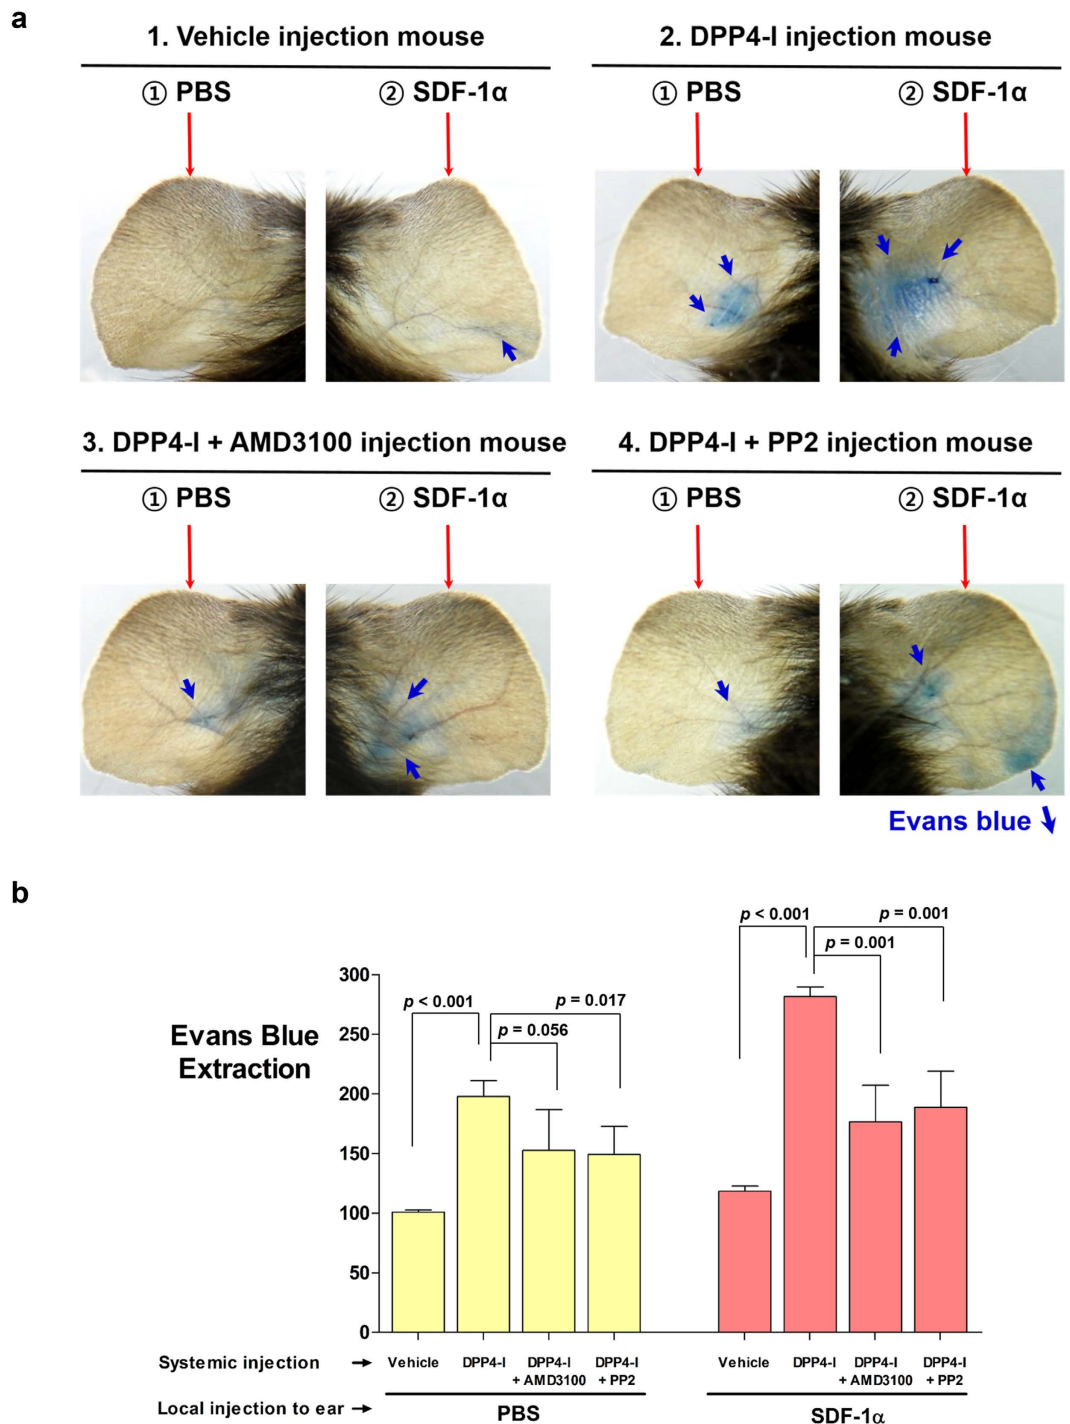 a
1. Vehicle injection mouse
2. DPP4-I injection mouse
① PBS
② SDF-1α
① PBS
② SDF-1α
3. DPP4-I + AMD3100 injection mouse
4. DPP4-I + PP2 injection mouse
① PBS
② SDF-1α
① PBS
② SDF-1α
Evans blue
b
Evans Blue
Extraction
300
250
200
150
100
50
0
p < 0.001
p = 0.017
p = 0.056
p < 0.001
p = 0.001
p = 0.001
Systemic injection →
Vehicle
DPP4-I
DPP4-I
+ AMD3100
DPP4-I
+ PP2
Vehicle
DPP4-I
DPP4-I
+ AMD3100
DPP4-I
+ PP2
Local injection to ear →
PBS
SDF-1α